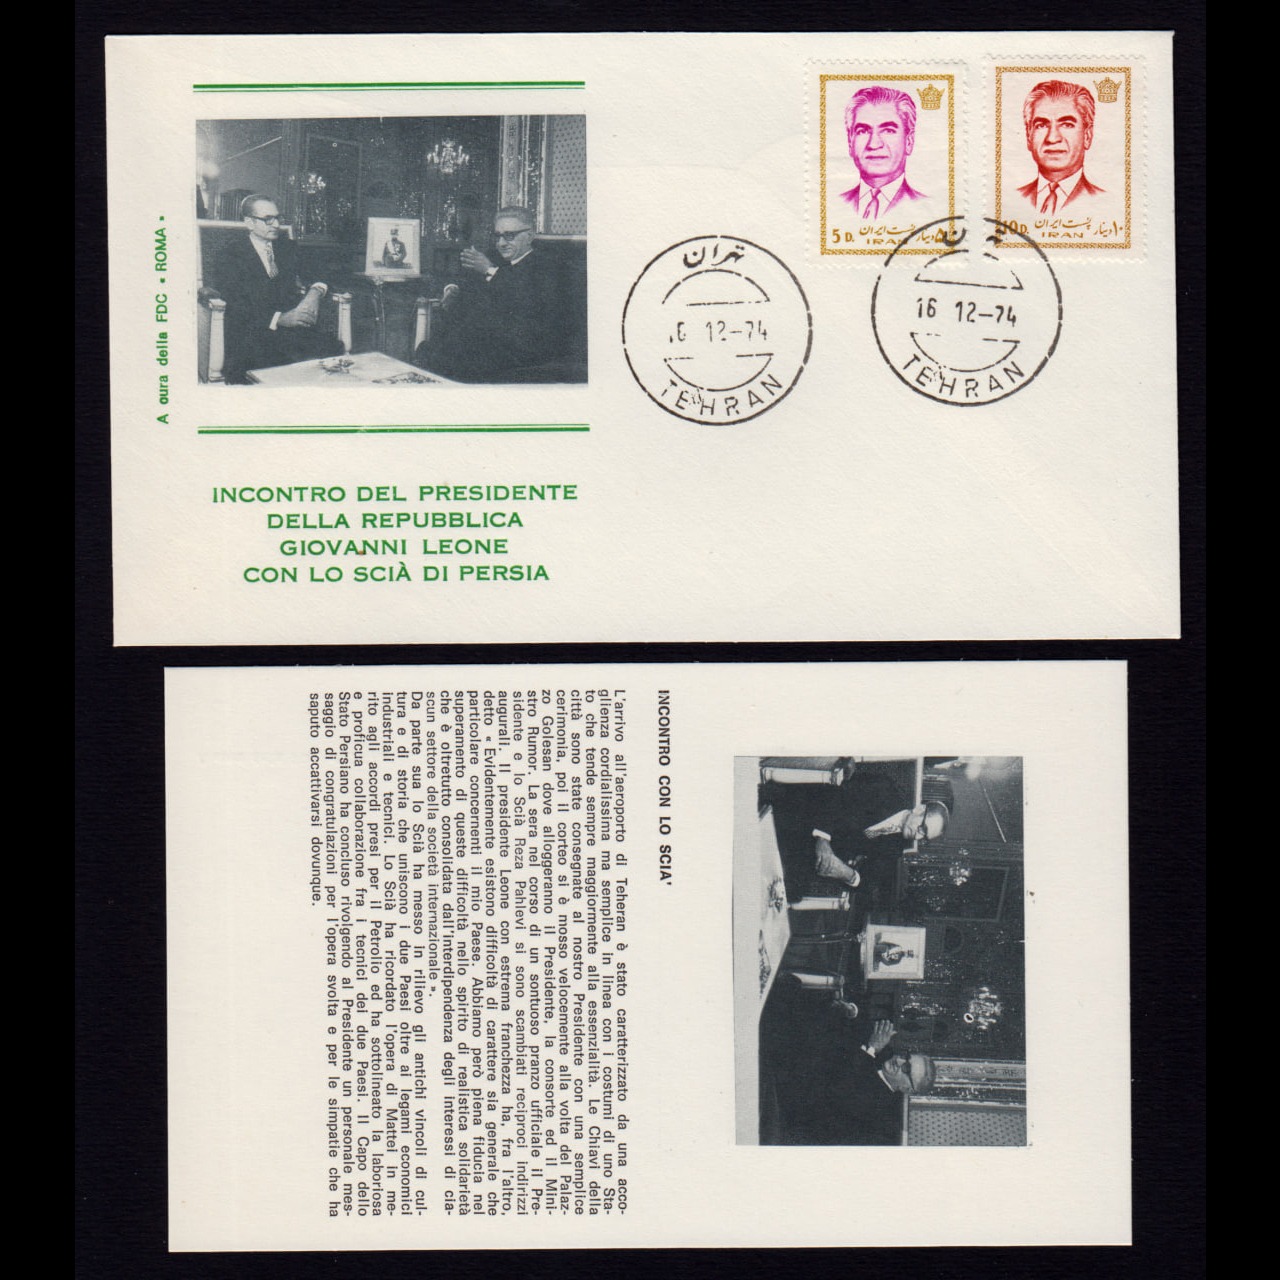 A cura della FDC • ROMA •
INCONTRO DEL PRESIDENTE
DELLA REPUBBLICA
GIOVANNI LEONE
CON LO SCIÀ DI PERSIA
5 D. ۵ دینار پست ایران
IRAN
10 D. ۱۰ دینار پست ایران
IRAN
تهران
6 12-74
TEHRAN
16 12-74
TEHRAN
INCONTRO CON LO SCIA'
L'arrivo all'aeroporto di Teheran è stato caratterizzato da una acco-
glienza cordialissima ma semplice in linea con i costumi di uno Sta-
to che tende sempre maggiormente alla essenzialità. Le Chiavi della
città sono state consegnate al nostro Presidente con una semplice
cerimonia, poi il corteo si è mosso velocemente alla volta del Palaz-
zo Golesan dove alloggeranno il Presidente, la consorte ed il Mini-
stro Rumor. La sera nel corso di un sontuoso pranzo ufficiale il Pre-
sidente e lo Scià Reza Pahlevi si sono scambiati reciproci indirizzi
augurali. Il presidente Leone con estrema franchezza ha, fra l'altro,
detto « Evidentemente esistono difficoltà di carattere sia generale che
particolare concernenti il mio Paese. Abbiamo però piena fiducia nel
superamento di queste difficoltà nello spirito di realistica solidarietà
che è oltretutto consolidata dall'interdipendenza degli interessi di cia-
scun settore della società internazionale ».
Da parte sua lo Scià ha messo in rilievo gli antichi vincoli di cul-
tura e di storia che uniscono i due Paesi oltre ai legami economici
industriali e tecnici. Lo Scià ha ricordato l'opera di Mattei in me-
rito agli accordi presi per il Petrolio ed ha sottolineato la laboriosa
e proficua collaborazione fra i tecnici dei due Paesi. Il Capo dello
Stato Persiano ha concluso rivolgendo al Presidente un personale mes-
saggio di congratulazioni per l'opera svolta e per le simpatie che ha
saputo accattivarsi dovunque.